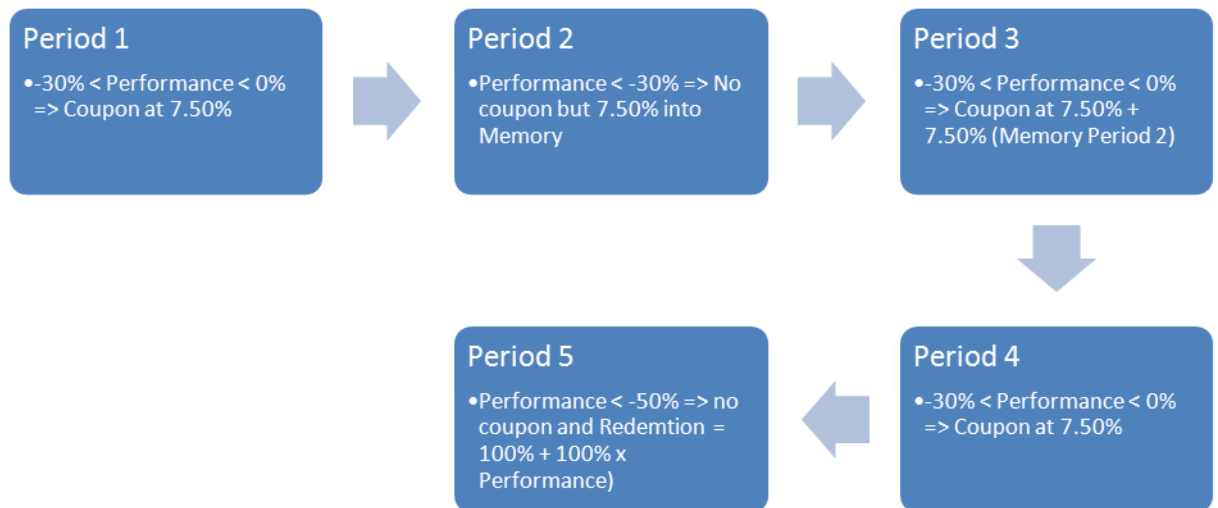 Period 1
•-30% < Performance < 0%
=> Coupon at 7.50%
Period 2
•Performance < -30% => No
coupon but 7.50% into
Memory
Period 3
•-30% < Performance < 0%
=> Coupon at 7.50% +
7.50% (Memory Period 2)
Period 4
•-30% < Performance < 0%
=> Coupon at 7.50%
Period 5
•Performance < -50% => no
coupon and Redemtion =
100% + 100% x
Performance)